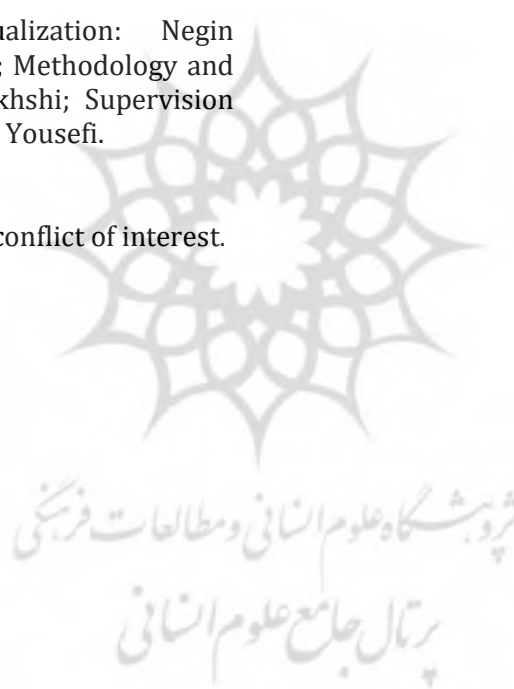 ualization: Negin
; Methodology and
khshi; Supervision
Yousefi.
conflict of interest.
پژوهشگاه علوم انسانی و مطالعات فرهنگی
پرتال جامع علوم انسانی